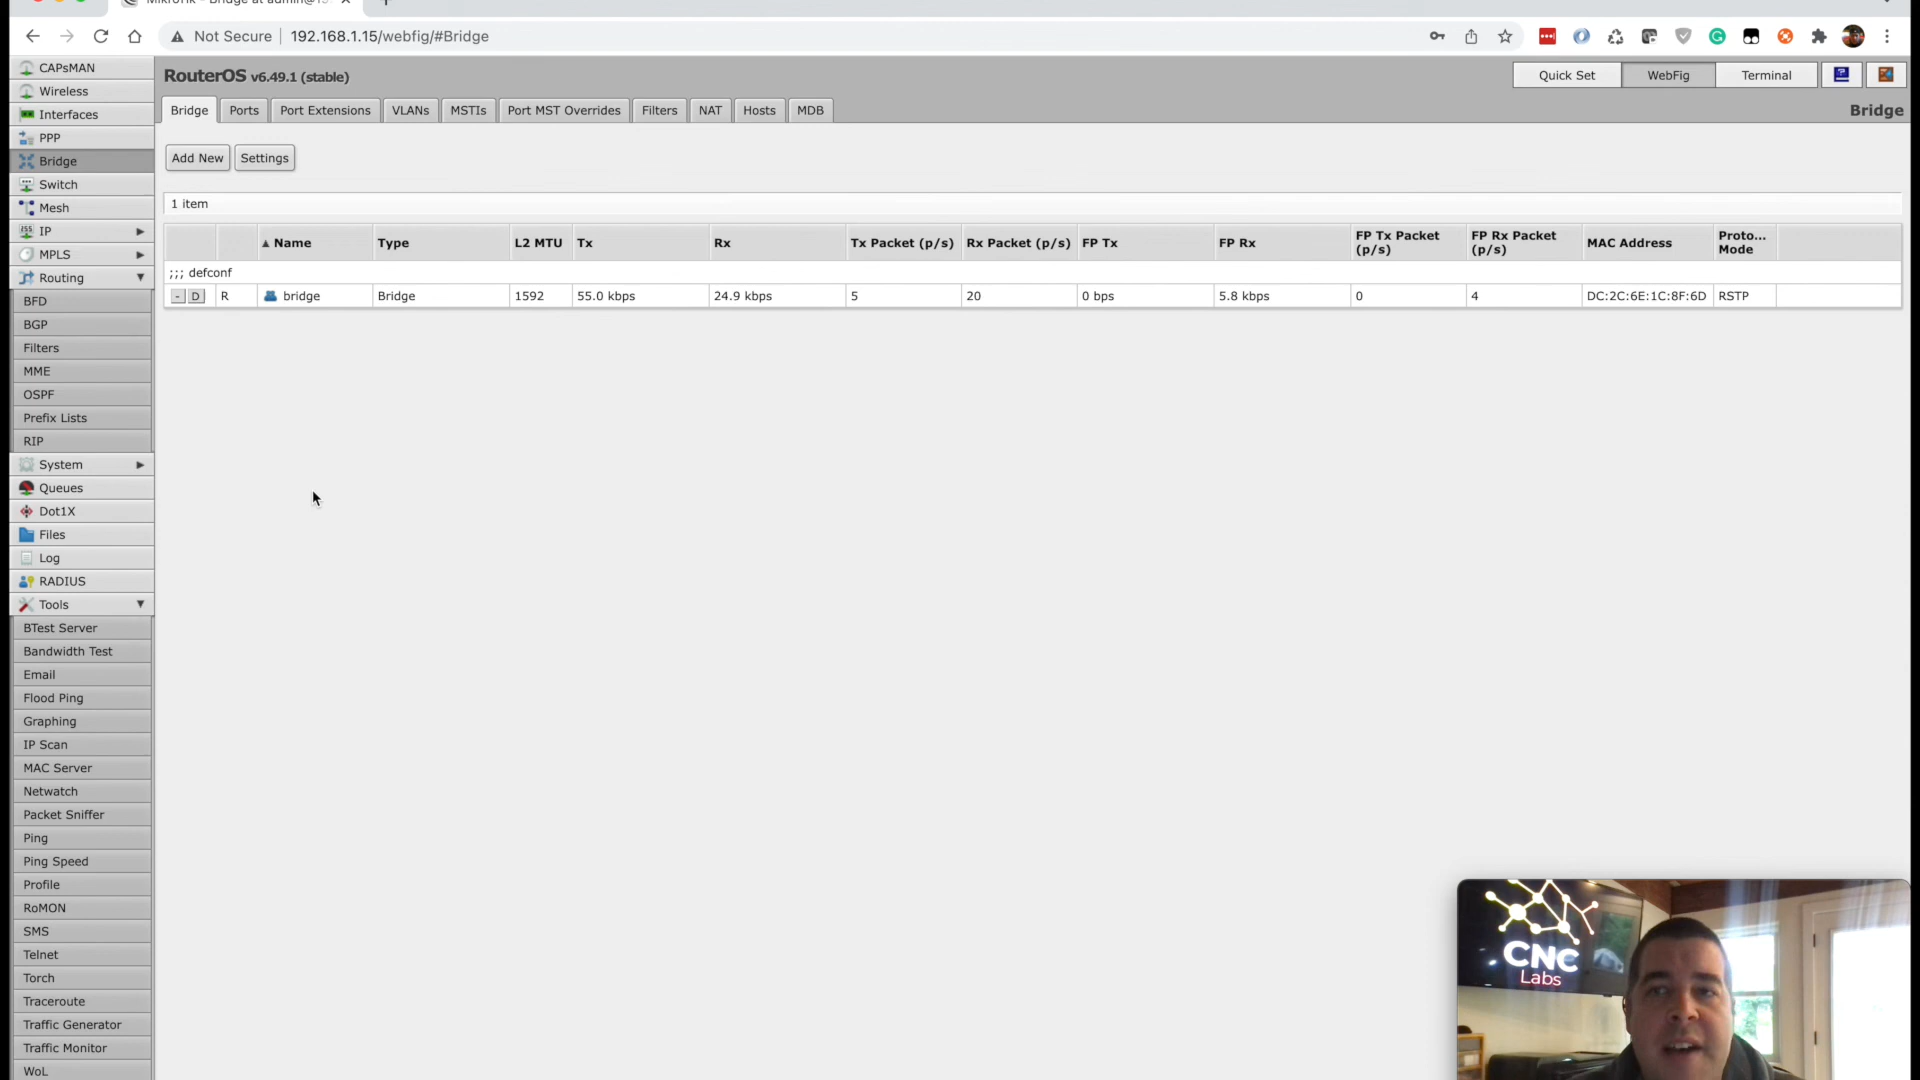 MikroTik - Bridge at admin@19...
Not Secure 192.168.1.15/webfig/#Bridge
CAPsMAN
Wireless
Interfaces
PPP
Bridge
Switch
Mesh
IP
MPLS
Routing
BFD
BGP
Filters
MME
OSPF
Prefix Lists
RIP
System
Queues
Dot1X
Files
Log
RADIUS
Tools
BTest Server
Bandwidth Test
Email
Flood Ping
Graphing
IP Scan
MAC Server
Netwatch
Packet Sniffer
Ping
Ping Speed
Profile
RoMON
SMS
Telnet
Torch
Traceroute
Traffic Generator
Traffic Monitor
WoL
RouterOS v6.49.1 (stable)
Quick Set WebFig Terminal
Bridge Ports Port Extensions VLANs MSTIs Port MST Overrides Filters NAT Hosts MDB
Bridge
Add New Settings
1 item
▲ Name Type L2 MTU Tx Rx Tx Packet (p/s) Rx Packet (p/s) FP Tx FP Rx FP Tx Packet (p/s) FP Rx Packet (p/s) MAC Address Proto... Mode
;;; defconf
- D R bridge Bridge 1592 55.0 kbps 24.9 kbps 5 20 0 bps 5.8 kbps 0 4 DC:2C:6E:1C:8F:6D RSTP
CNC
Labs